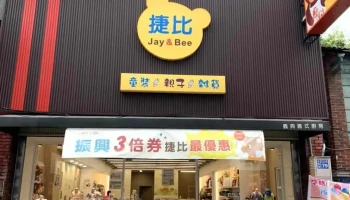 捷比
Jay&Bee
童裝 親子 雜貨
振興3倍券捷比最優惠